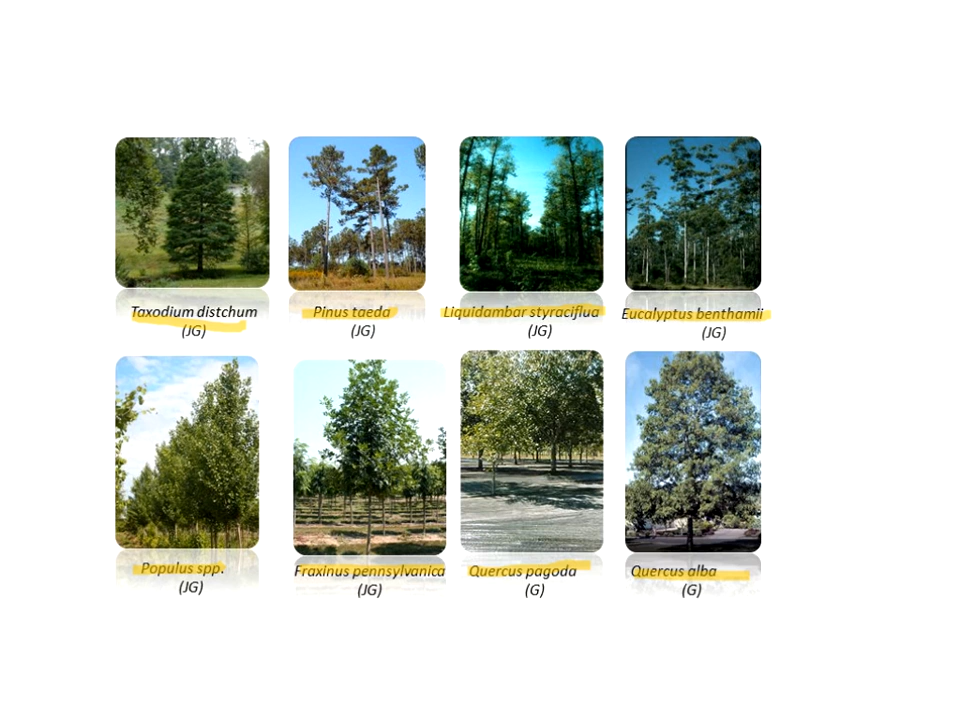 Taxodium distchum
(JG)
Pinus taeda
(JG)
Liquidambar styraciflua
(JG)
Eucalyptus benthamii
(JG)
Populus spp.
(JG)
Fraxinus pennsylvanica
(JG)
Quercus pagoda
(G)
Quercus alba
(G)